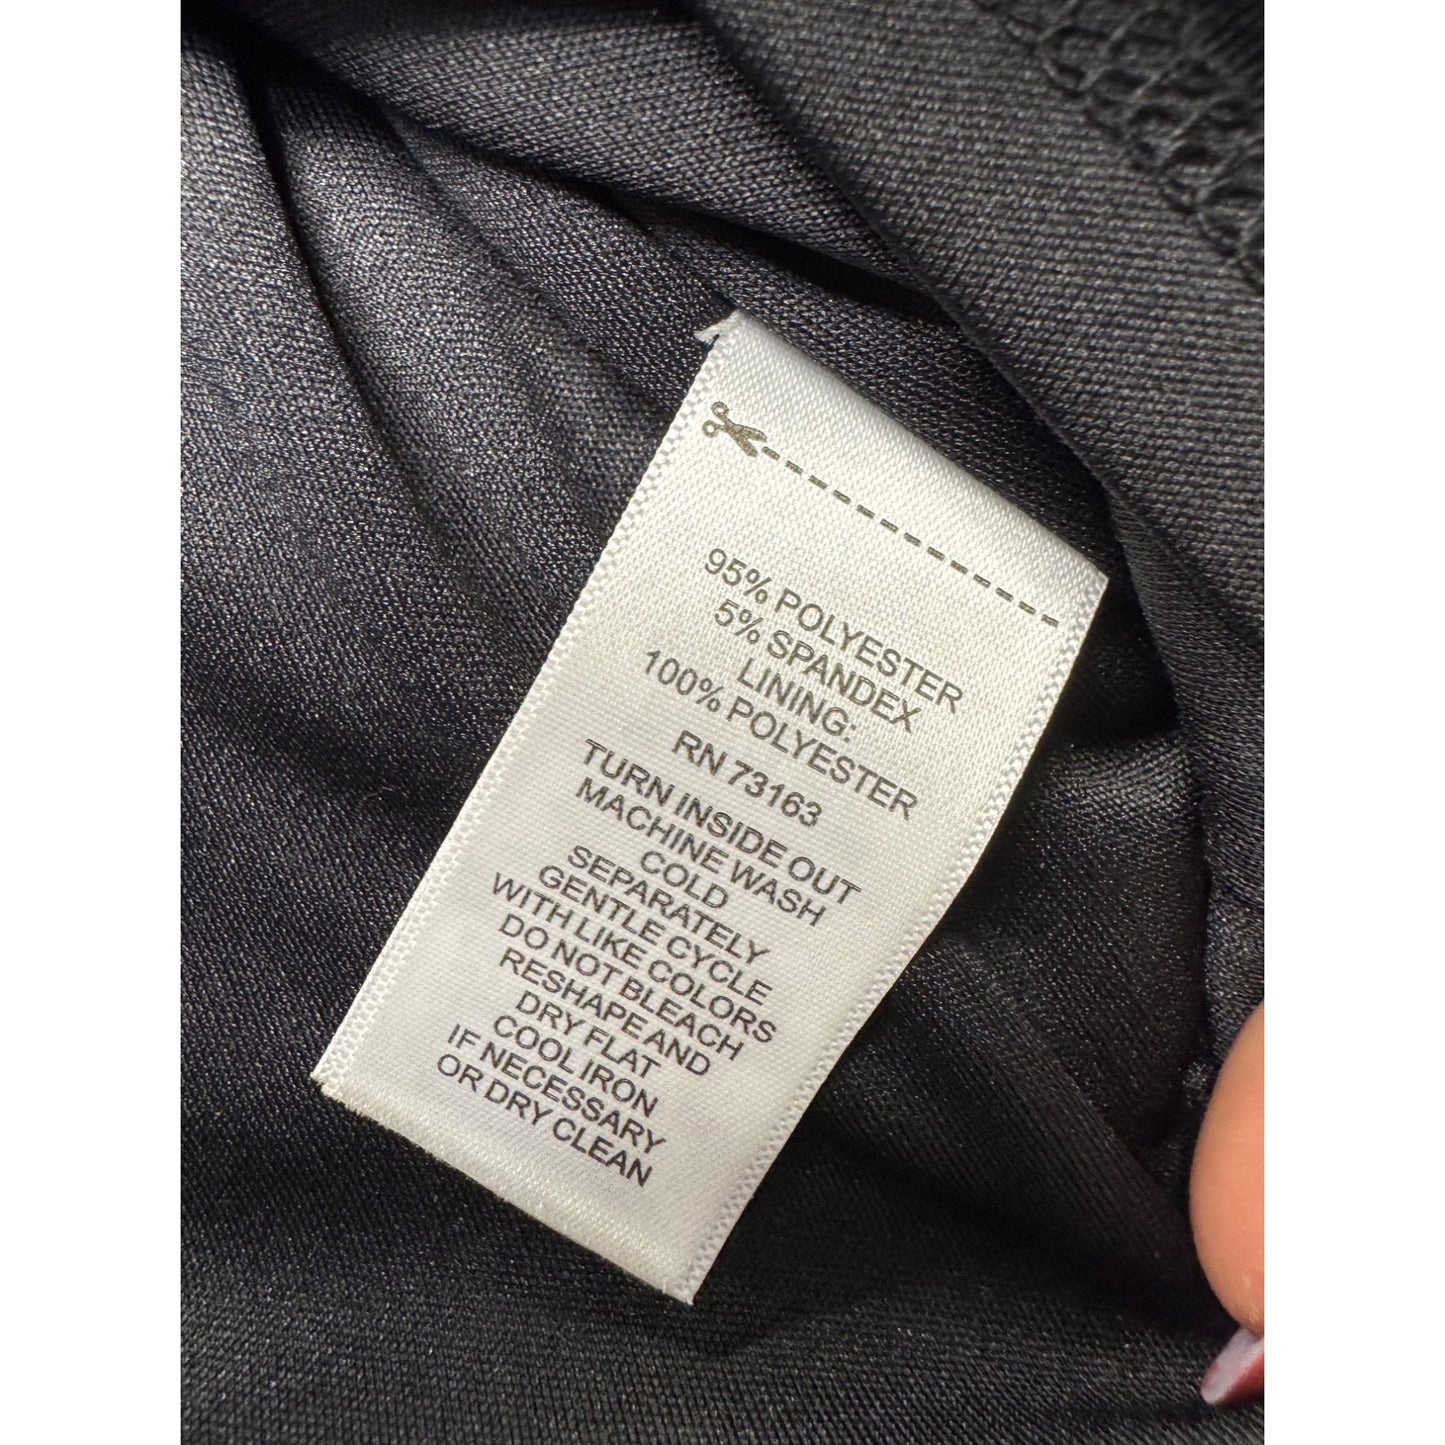 95% POLYESTER
5% SPANDEX
LINING:
100% POLYESTER
RN 73163
TURN INSIDE OUT
MACHINE WASH
COLD
SEPARATELY
GENTLE CYCLE
WITH LIKE COLORS
DO NOT BLEACH
RESHAPE AND
DRY FLAT
COOL IRON
IF NECESSARY
OR DRY CLEAN